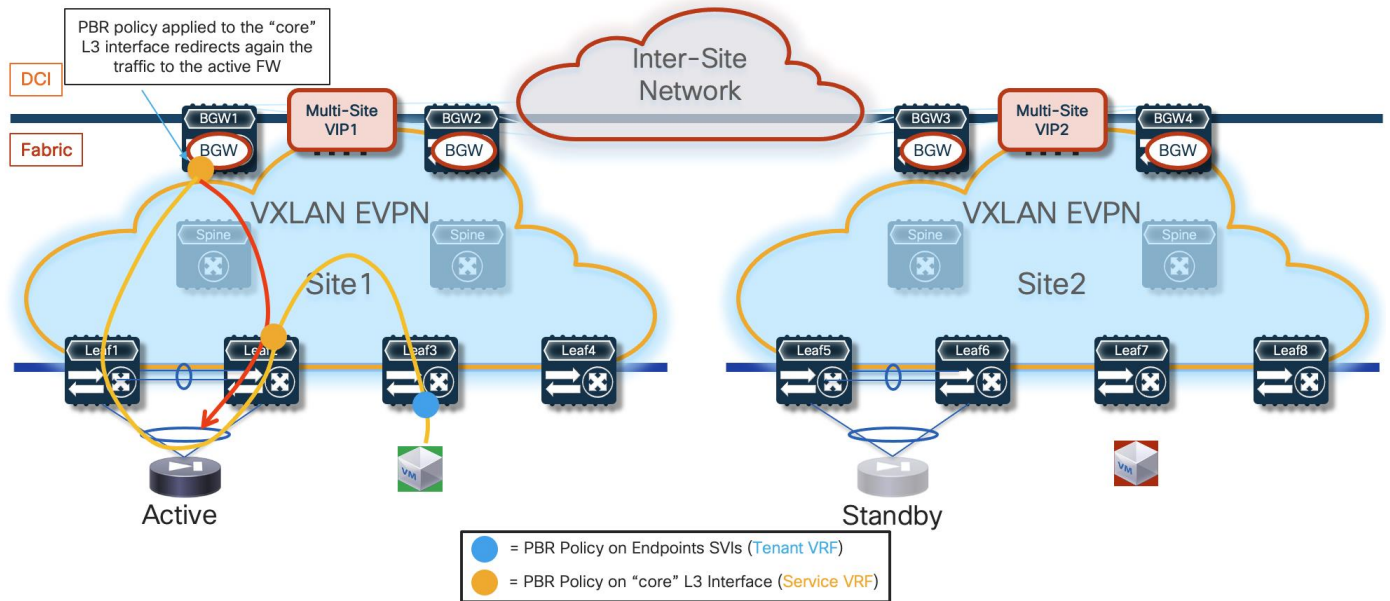 PBR policy applied to the “core”
L3 interface redirects again the
traffic to the active FW
DCI
Fabric
Inter-Site
Network
BGW1
BGW
Multi-Site
VIP1
BGW2
BGW
BGW3
BGW
Multi-Site
VIP2
BGW4
BGW
VXLAN EVPN
Spine
Spine
Site1
VXLAN EVPN
Spine
Spine
Site2
Leaf1
Leaf2
Leaf3
Leaf4
Leaf5
Leaf6
Leaf7
Leaf8
VM
VM
Active
Standby
= PBR Policy on Endpoints SVIs (Tenant VRF)
= PBR Policy on “core” L3 Interface (Service VRF)